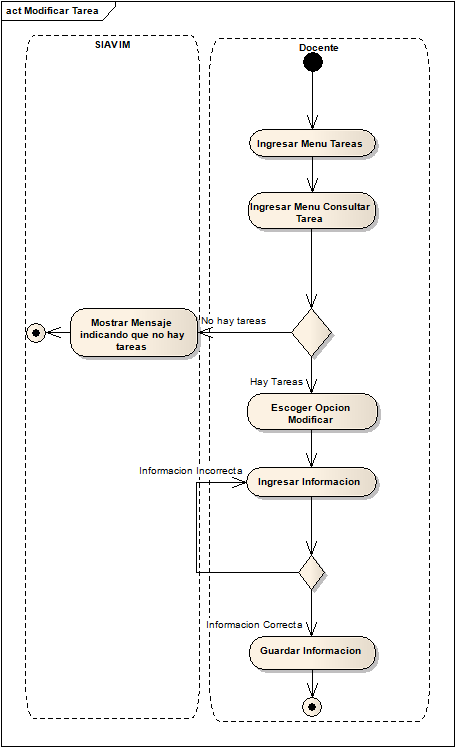 act Modificar Tarea
SIAVIM
Docente
Ingresar Menu Tareas
Ingresar Menu Consultar
Tarea
No hay tareas
Mostrar Mensaje
indicando que no hay
tareas
Hay Tareas
Escoger Opcion
Modificar
Informacion Incorrecta
Ingresar Informacion
Informacion Correcta
Guardar Informacion